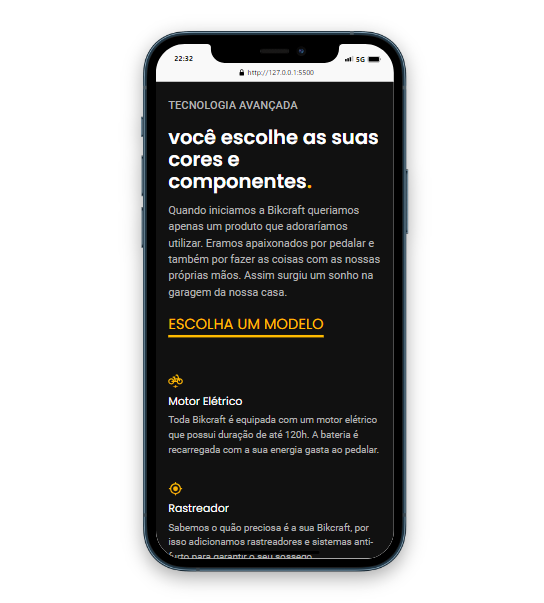 22:32
5G
http://127.0.0.1:5500
TECNOLOGIA AVANÇADA
você escolhe as suas
cores e
componentes.
Quando iniciamos a Bikcraft queriamos
apenas um produto que adoraríamos
utilizar. Eramos apaixonados por pedalar e
também por fazer as coisas com as nossas
próprias mãos. Assim surgiu um sonho na
garagem da nossa casa.
ESCOLHA UM MODELO
Motor Elétrico
Toda Bikcraft é equipada com um motor elétrico
que possui duração de até 120h. A bateria é
recarregada com a sua energia gasta ao pedalar.
Rastreador
Sabemos o quão preciosa é a sua Bikcraft, por
isso adicionamos rastreadores e sistemas anti-
furto para garantir o seu sossego.